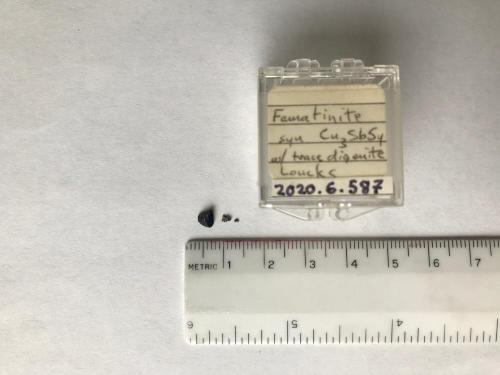 Famatinite
syn Cu3SbS4
w/ trace digenite
Loucks
2020.6.587
METRIC 1 2 3 4 5 6 7
6 5 4